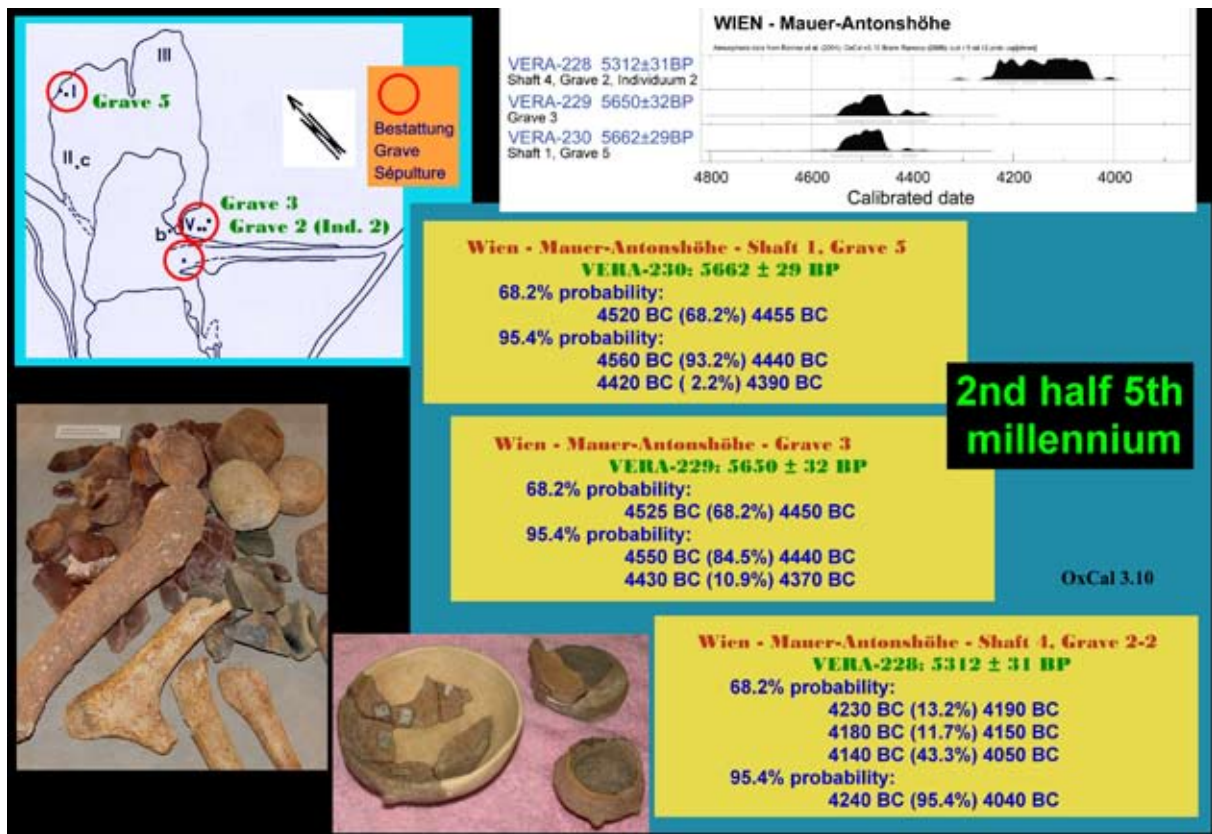 III
I
Grave 5
II c
Bestattung
Grave
Sépulture
Grave 3
IV
b
Grave 2 (Ind. 2)
WIEN - Mauer-Antonshöhe
VERA-228 5312±31BP
Shaft 4, Grave 2, Individuum 2
VERA-229 5650±32BP
Grave 3
VERA-230 5662±29BP
Shaft 1, Grave 5
4800 4600 4400 4200 4000
Calibrated date
Wien - Mauer-Antonshöhe - Shaft 1, Grave 5
VERA-230: 5662 ± 29 BP
68.2% probability:
4520 BC (68.2%) 4455 BC
95.4% probability:
4560 BC (93.2%) 4440 BC
4420 BC ( 2.2%) 4390 BC
2nd half 5th
millennium
Wien - Mauer-Antonshöhe - Grave 3
VERA-229: 5650 ± 32 BP
68.2% probability:
4525 BC (68.2%) 4450 BC
95.4% probability:
4550 BC (84.5%) 4440 BC
4430 BC (10.9%) 4370 BC
OxCal 3.10
Wien - Mauer-Antonshöhe - Shaft 4, Grave 2-2
VERA-228: 5312 ± 31 BP
68.2% probability:
4230 BC (13.2%) 4190 BC
4180 BC (11.7%) 4150 BC
4140 BC (43.3%) 4050 BC
95.4% probability:
4240 BC (95.4%) 4040 BC